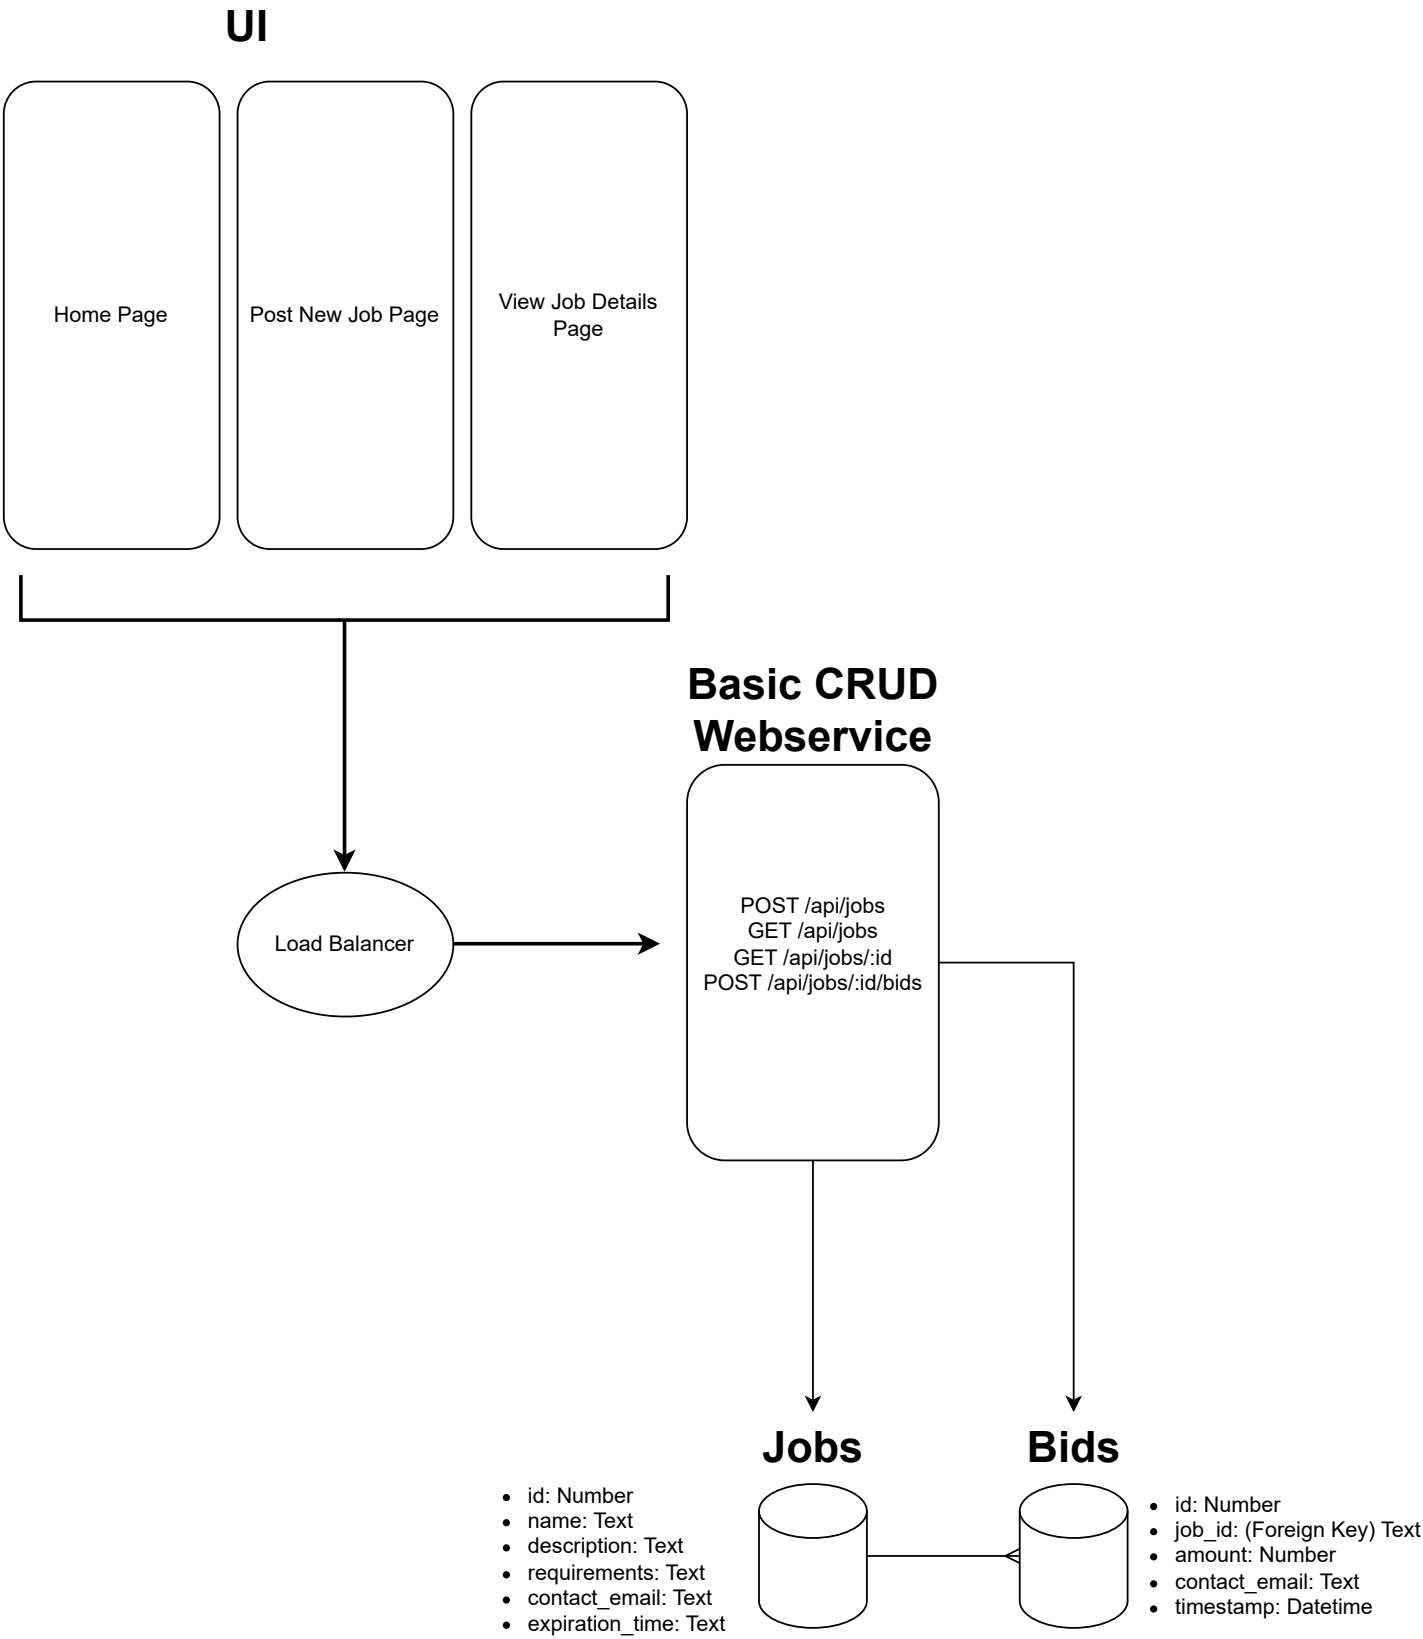 UI
Home Page
Post New Job Page
View Job Details
Page
Basic CRUD
Webservice
Load Balancer
POST /api/jobs
GET /api/jobs
GET /api/jobs/:id
POST /api/jobs/:id/bids
Jobs
Bids
id: Number
name: Text
description: Text
requirements: Text
contact_email: Text
expiration_time: Text
id: Number
job_id: (Foreign Key) Text
amount: Number
contact_email: Text
timestamp: Datetime